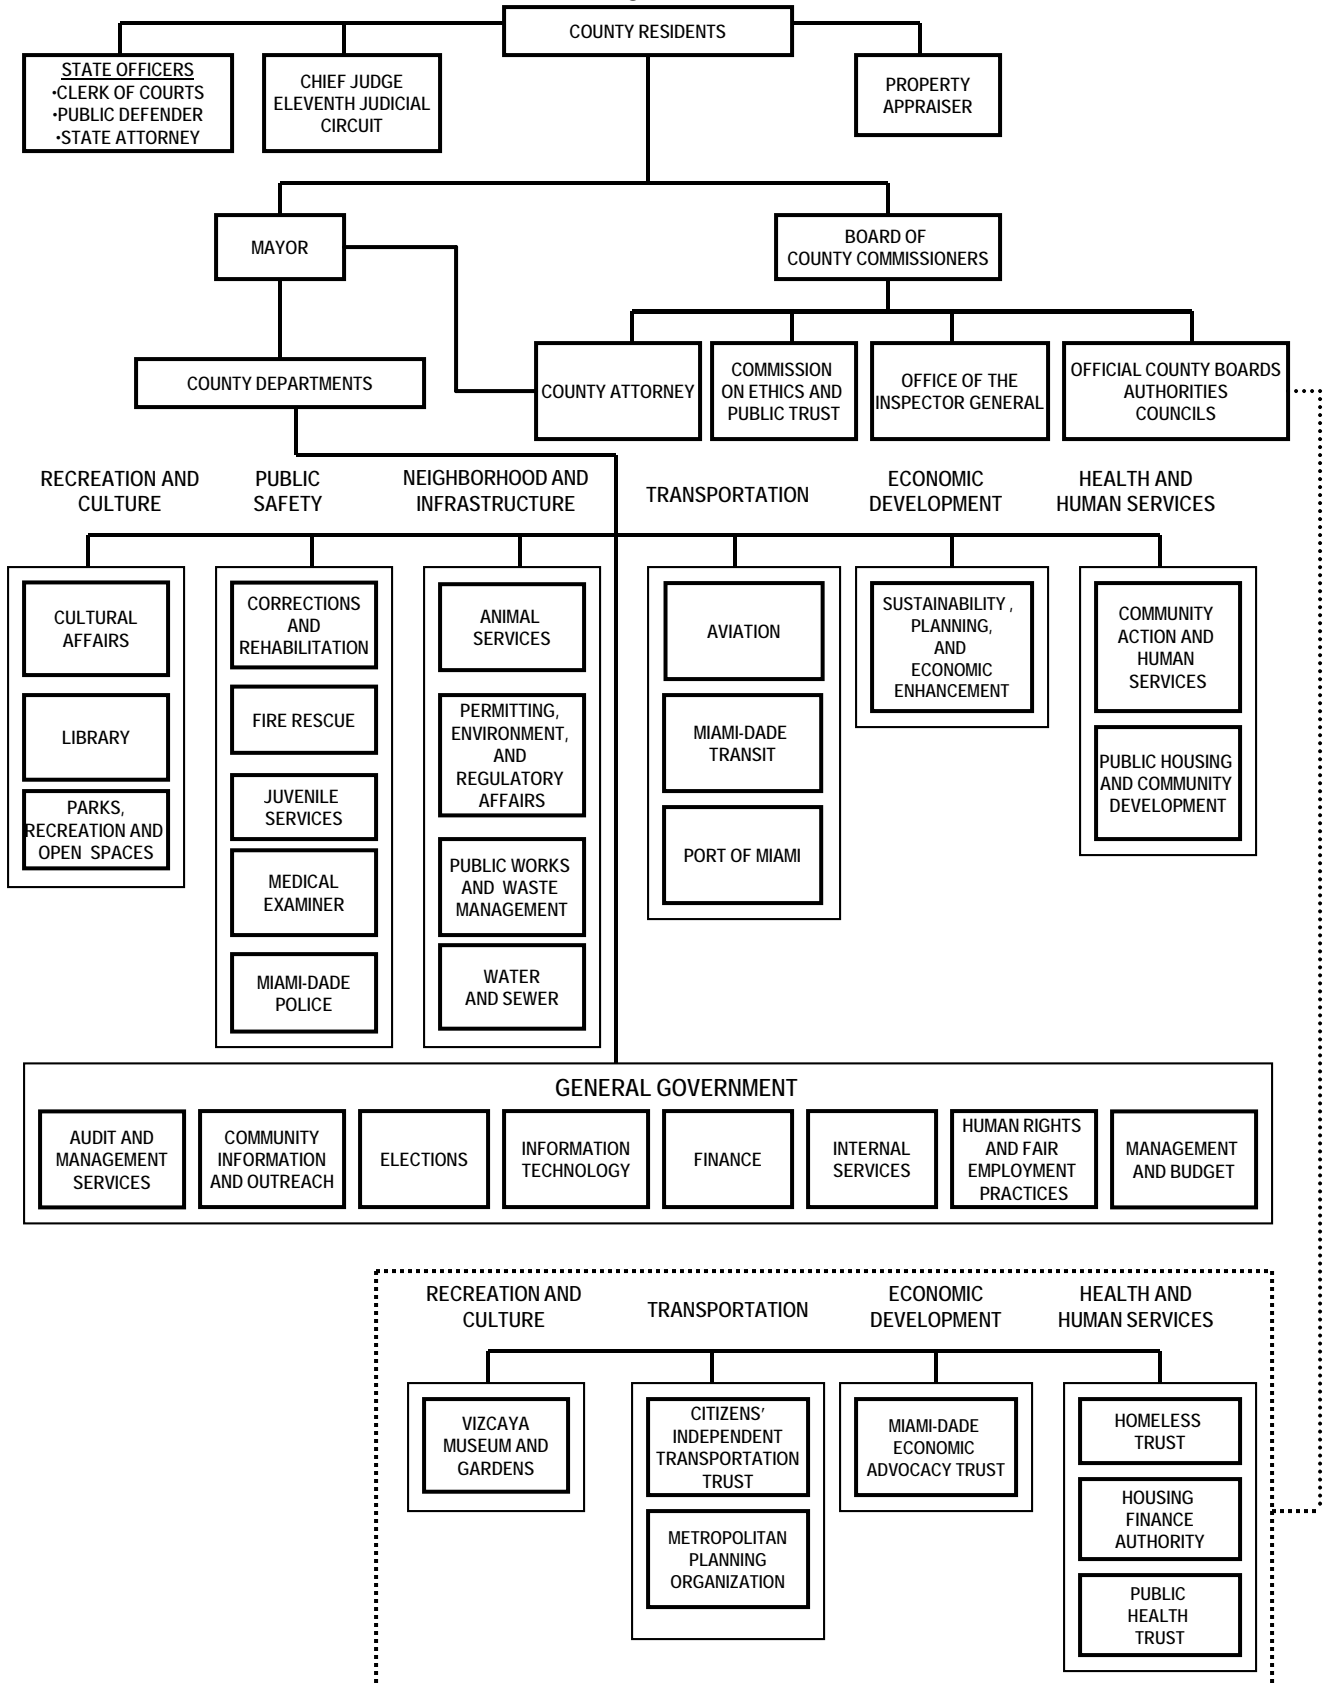 COUNTY RESIDENTS
STATE OFFICERS
•CLERK OF COURTS
•PUBLIC DEFENDER
•STATE ATTORNEY
CHIEF JUDGE
ELEVENTH JUDICIAL
CIRCUIT
PROPERTY
APPRAISER
MAYOR
BOARD OF
COUNTY COMMISSIONERS
COUNTY DEPARTMENTS
COUNTY ATTORNEY
COMMISSION
ON ETHICS AND
PUBLIC TRUST
OFFICE OF THE
INSPECTOR GENERAL
OFFICIAL COUNTY BOARDS
AUTHORITIES
COUNCILS
RECREATION AND
CULTURE
PUBLIC
SAFETY
NEIGHBORHOOD AND
INFRASTRUCTURE
TRANSPORTATION
ECONOMIC
DEVELOPMENT
HEALTH AND
HUMAN SERVICES
CULTURAL
AFFAIRS
LIBRARY
PARKS,
RECREATION AND
OPEN SPACES
CORRECTIONS
AND
REHABILITATION
FIRE RESCUE
JUVENILE
SERVICES
MEDICAL
EXAMINER
MIAMI-DADE
POLICE
ANIMAL
SERVICES
PERMITTING,
ENVIRONMENT,
AND
REGULATORY
AFFAIRS
PUBLIC WORKS
AND WASTE
MANAGEMENT
WATER
AND SEWER
AVIATION
MIAMI-DADE
TRANSIT
PORT OF MIAMI
SUSTAINABILITY ,
PLANNING,
AND
ECONOMIC
ENHANCEMENT
COMMUNITY
ACTION AND
HUMAN
SERVICES
PUBLIC HOUSING
AND COMMUNITY
DEVELOPMENT
GENERAL GOVERNMENT
AUDIT AND
MANAGEMENT
SERVICES
COMMUNITY
INFORMATION
AND OUTREACH
ELECTIONS
INFORMATION
TECHNOLOGY
FINANCE
INTERNAL
SERVICES
HUMAN RIGHTS
AND FAIR
EMPLOYMENT
PRACTICES
MANAGEMENT
AND BUDGET
RECREATION AND
CULTURE
TRANSPORTATION
ECONOMIC
DEVELOPMENT
HEALTH AND
HUMAN SERVICES
VIZCAYA
MUSEUM AND
GARDENS
CITIZENS’
INDEPENDENT
TRANSPORTATION
TRUST
METROPOLITAN
PLANNING
ORGANIZATION
MIAMI-DADE
ECONOMIC
ADVOCACY TRUST
HOMELESS
TRUST
HOUSING
FINANCE
AUTHORITY
PUBLIC
HEALTH
TRUST